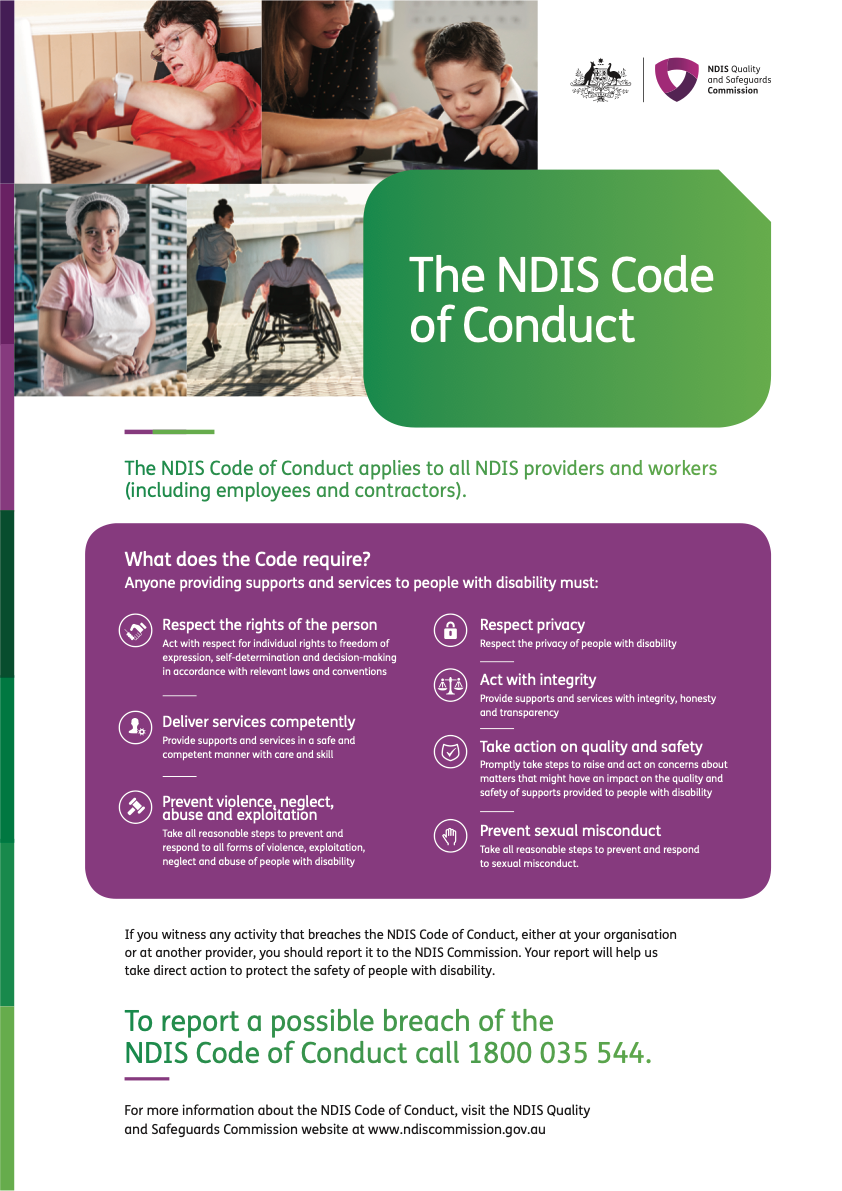 NDIS Quality
and Safeguards
Commission
The NDIS Code
of Conduct
The NDIS Code of Conduct applies to all NDIS providers and workers
(including employees and contractors).
What does the Code require?
Anyone providing supports and services to people with disability must:
Respect the rights of the person
Act with respect for individual rights to freedom of
expression, self-determination and decision-making
in accordance with relevant laws and conventions
Deliver services competently
Provide supports and services in a safe and
competent manner with care and skill
Prevent violence, neglect,
abuse and exploitation
Take all reasonable steps to prevent and
respond to all forms of violence, exploitation,
neglect and abuse of people with disability
Respect privacy
Respect the privacy of people with disability
Act with integrity
Provide supports and services with integrity, honesty
and transparency
Take action on quality and safety
Promptly take steps to raise and act on concerns about
matters that might have an impact on the quality and
safety of supports provided to people with disability
Prevent sexual misconduct
Take all reasonable steps to prevent and respond
to sexual misconduct.
If you witness any activity that breaches the NDIS Code of Conduct, either at your organisation
or at another provider, you should report it to the NDIS Commission. Your report will help us
take direct action to protect the safety of people with disability.
To report a possible breach of the
NDIS Code of Conduct call 1800 035 544.
For more information about the NDIS Code of Conduct, visit the NDIS Quality
and Safeguards Commission website at www.ndiscommission.gov.au